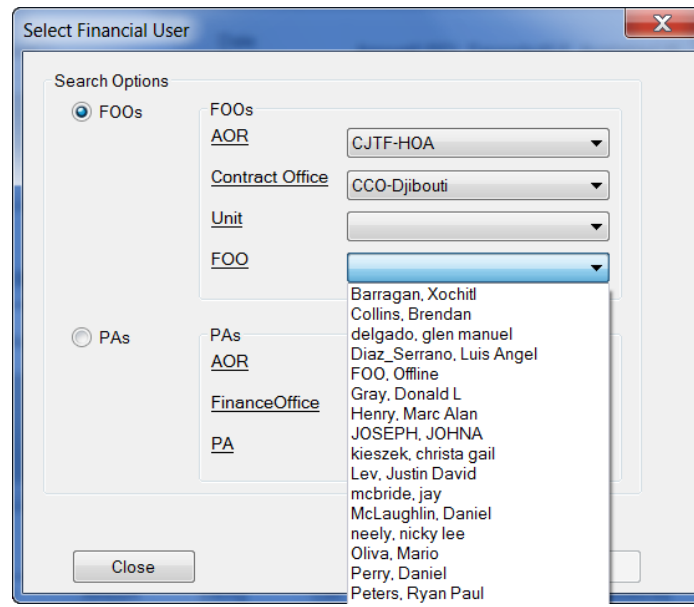 Select Financial User
Search Options
FOOs
FOOs
AOR
CJTF-HOA
Contract Office
CCO-Djibouti
Unit
FOO
Barragan, Xochitl
Collins, Brendan
delgado, glen manuel
Diaz_Serrano, Luis Angel
FOO, Offline
Gray, Donald L
Henry, Marc Alan
JOSEPH, JOHNA
kieszek, christa gail
Lev, Justin David
mcbride, jay
McLaughlin, Daniel
neely, nicky lee
Oliva, Mario
Perry, Daniel
Peters, Ryan Paul
PAs
PAs
AOR
FinanceOffice
PA
Close